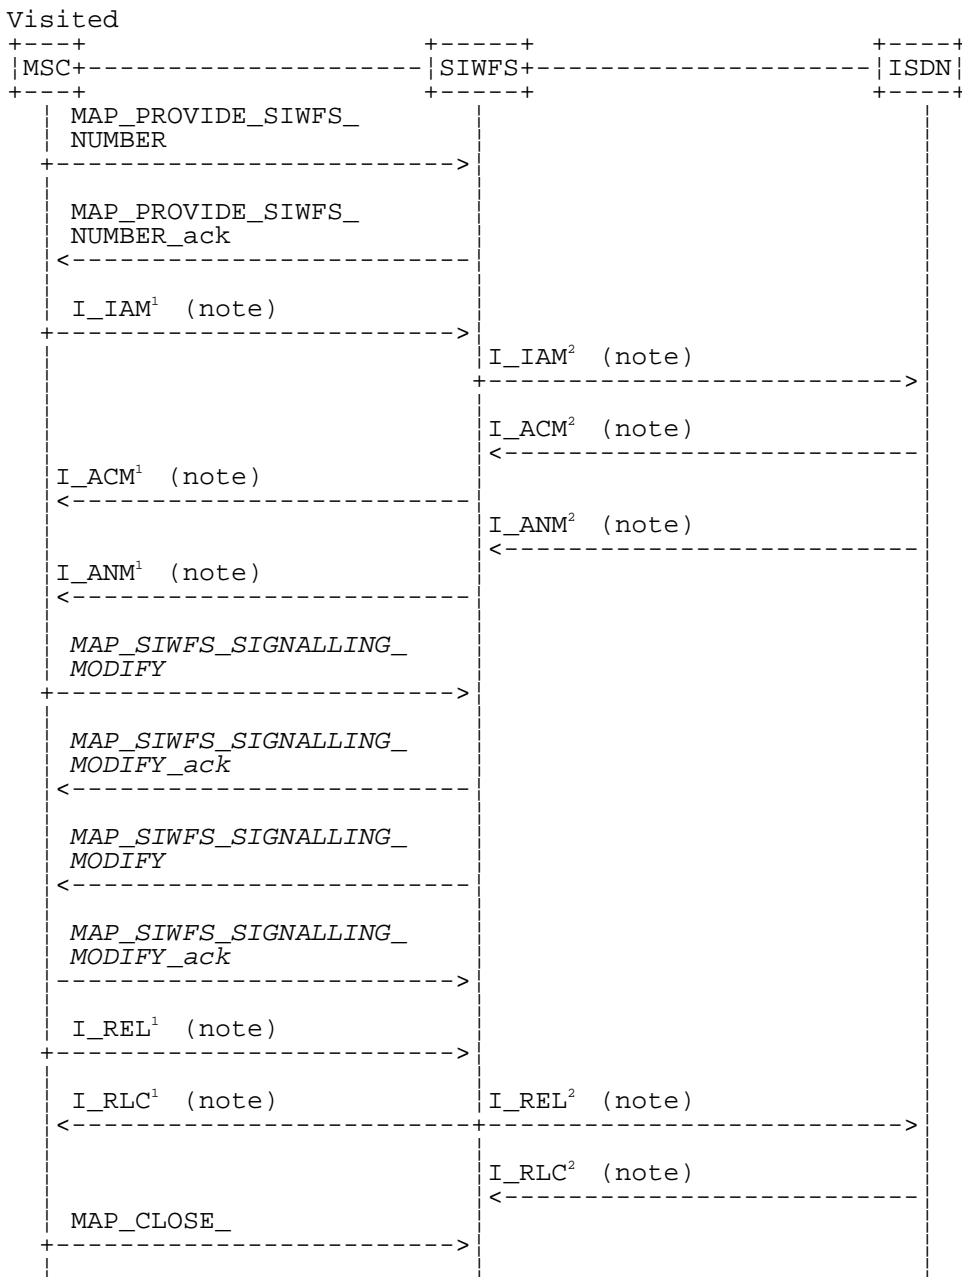 Visited
+---+ +-----+ +----+
¦MSC+---------------------¦SIWFS+---------------------¦ISDN¦
+---+ +-----+ +----+
MAP_PROVIDE_SIWFS_
NUMBER
MAP_PROVIDE_SIWFS_
NUMBER_ack
I_IAM¹ (note)
I_IAM² (note)
I_ACM² (note)
I_ACM¹ (note)
I_ANM² (note)
I_ANM¹ (note)
MAP_SIWFS_SIGNALLING_
MODIFY
MAP_SIWFS_SIGNALLING_
MODIFY_ack
MAP_SIWFS_SIGNALLING_
MODIFY
MAP_SIWFS_SIGNALLING_
MODIFY_ack
I_REL¹ (note)
I_RLC¹ (note) I_REL² (note)
I_RLC² (note)
MAP_CLOSE_